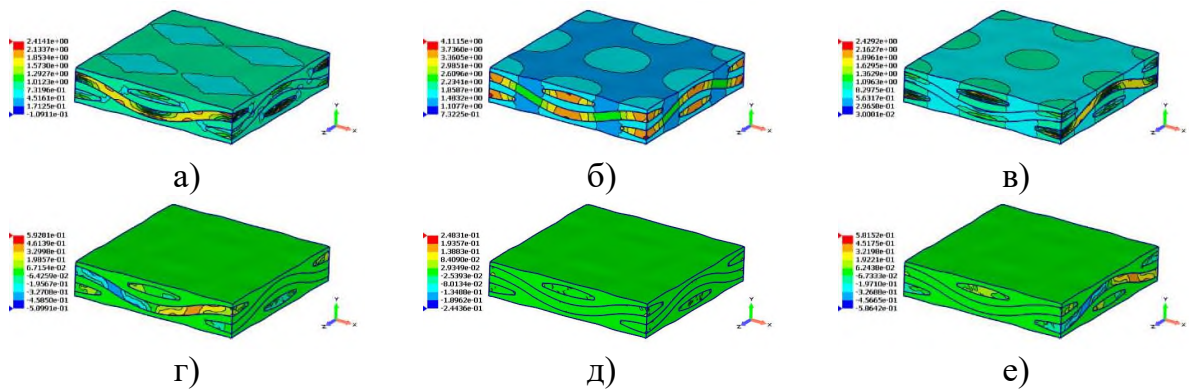 2.4141e+00
2.1337e+00
1.8534e+00
1.5730e+00
1.2927e+00
1.0123e+00
7.3196e-01
4.5161e-01
1.7125e-01
-1.0911e-01
Y
Z
X
4.1115e+00
3.7360e+00
3.3605e+00
2.9851e+00
2.6096e+00
2.2341e+00
1.8587e+00
1.4832e+00
1.1077e+00
7.3225e-01
Y
Z
X
2.4292e+00
2.1627e+00
1.8961e+00
1.6295e+00
1.3629e+00
1.0963e+00
8.2975e-01
5.6317e-01
2.9658e-01
3.0001e-02
Y
Z
X
а)
б)
в)
5.9281e-01
4.6139e-01
3.2998e-01
1.9857e-01
6.7154e-02
-6.4259e-02
-1.9567e-01
-3.2708e-01
-4.5850e-01
-5.8991e-01
Y
Z
X
2.4831e-01
1.9357e-01
1.3883e-01
8.4090e-02
2.9349e-02
-2.5393e-02
-8.0134e-02
-1.3488e-01
-1.8962e-01
-2.4436e-01
Y
Z
X
5.8152e-01
4.5175e-01
3.2198e-01
1.9221e-01
6.2438e-02
-6.7333e-02
-1.9710e-01
-3.2688e-01
-4.5665e-01
-5.8642e-01
Y
Z
X
г)
д)
е)